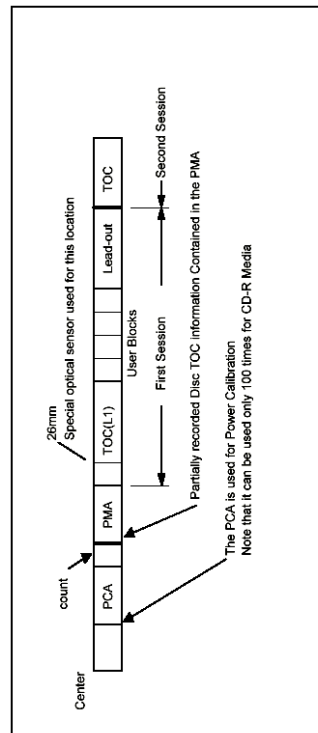 26mm
Special optical sensor used for this location
count
Center
PCA
PMA
TOC(L1)
User Blocks
Lead-out
TOC
First Session
Second Session
Partially recorded Disc TOC information Contained in the PMA
The PCA is used for Power Calibration
Note that it can be used only 100 times for CD-R Media